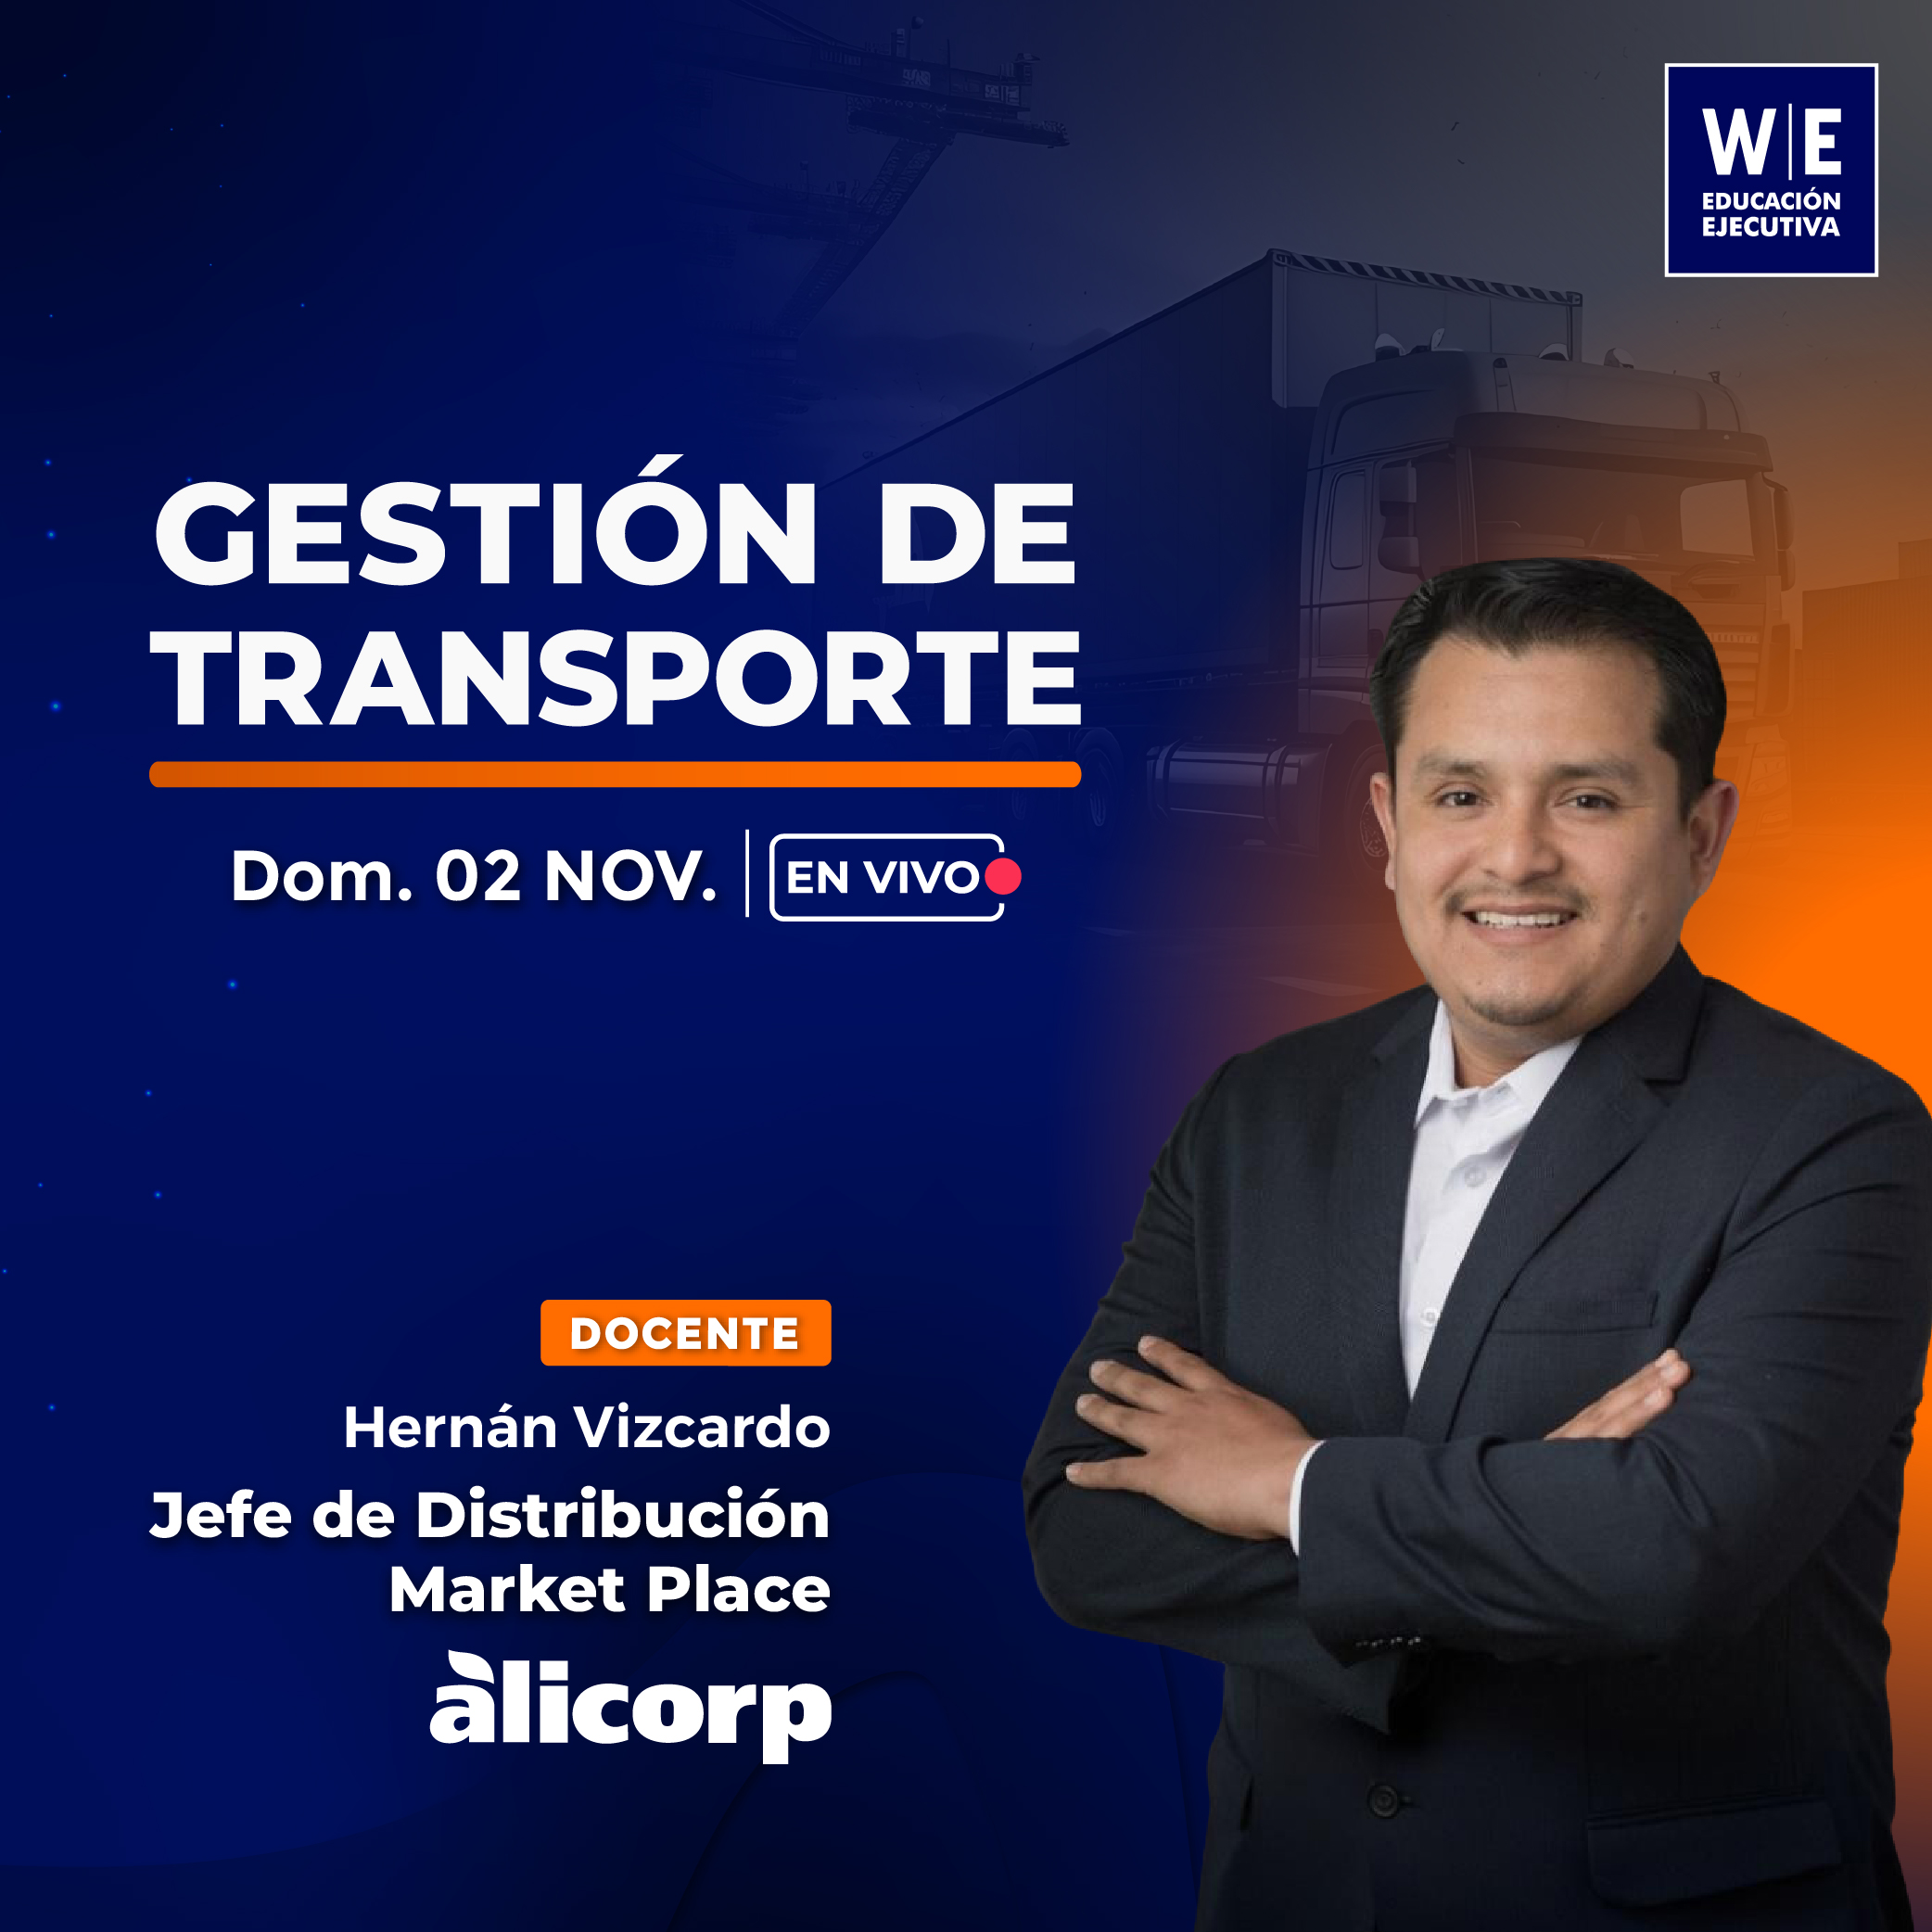 W|E
EDUCACIÓN
EJECUTIVA
GESTIÓN DE
TRANSPORTE
Dom. 02 NOV. | EN VIVO
DOCENTE
Hernán Vizcardo
Jefe de Distribución
Market Place
alicorp